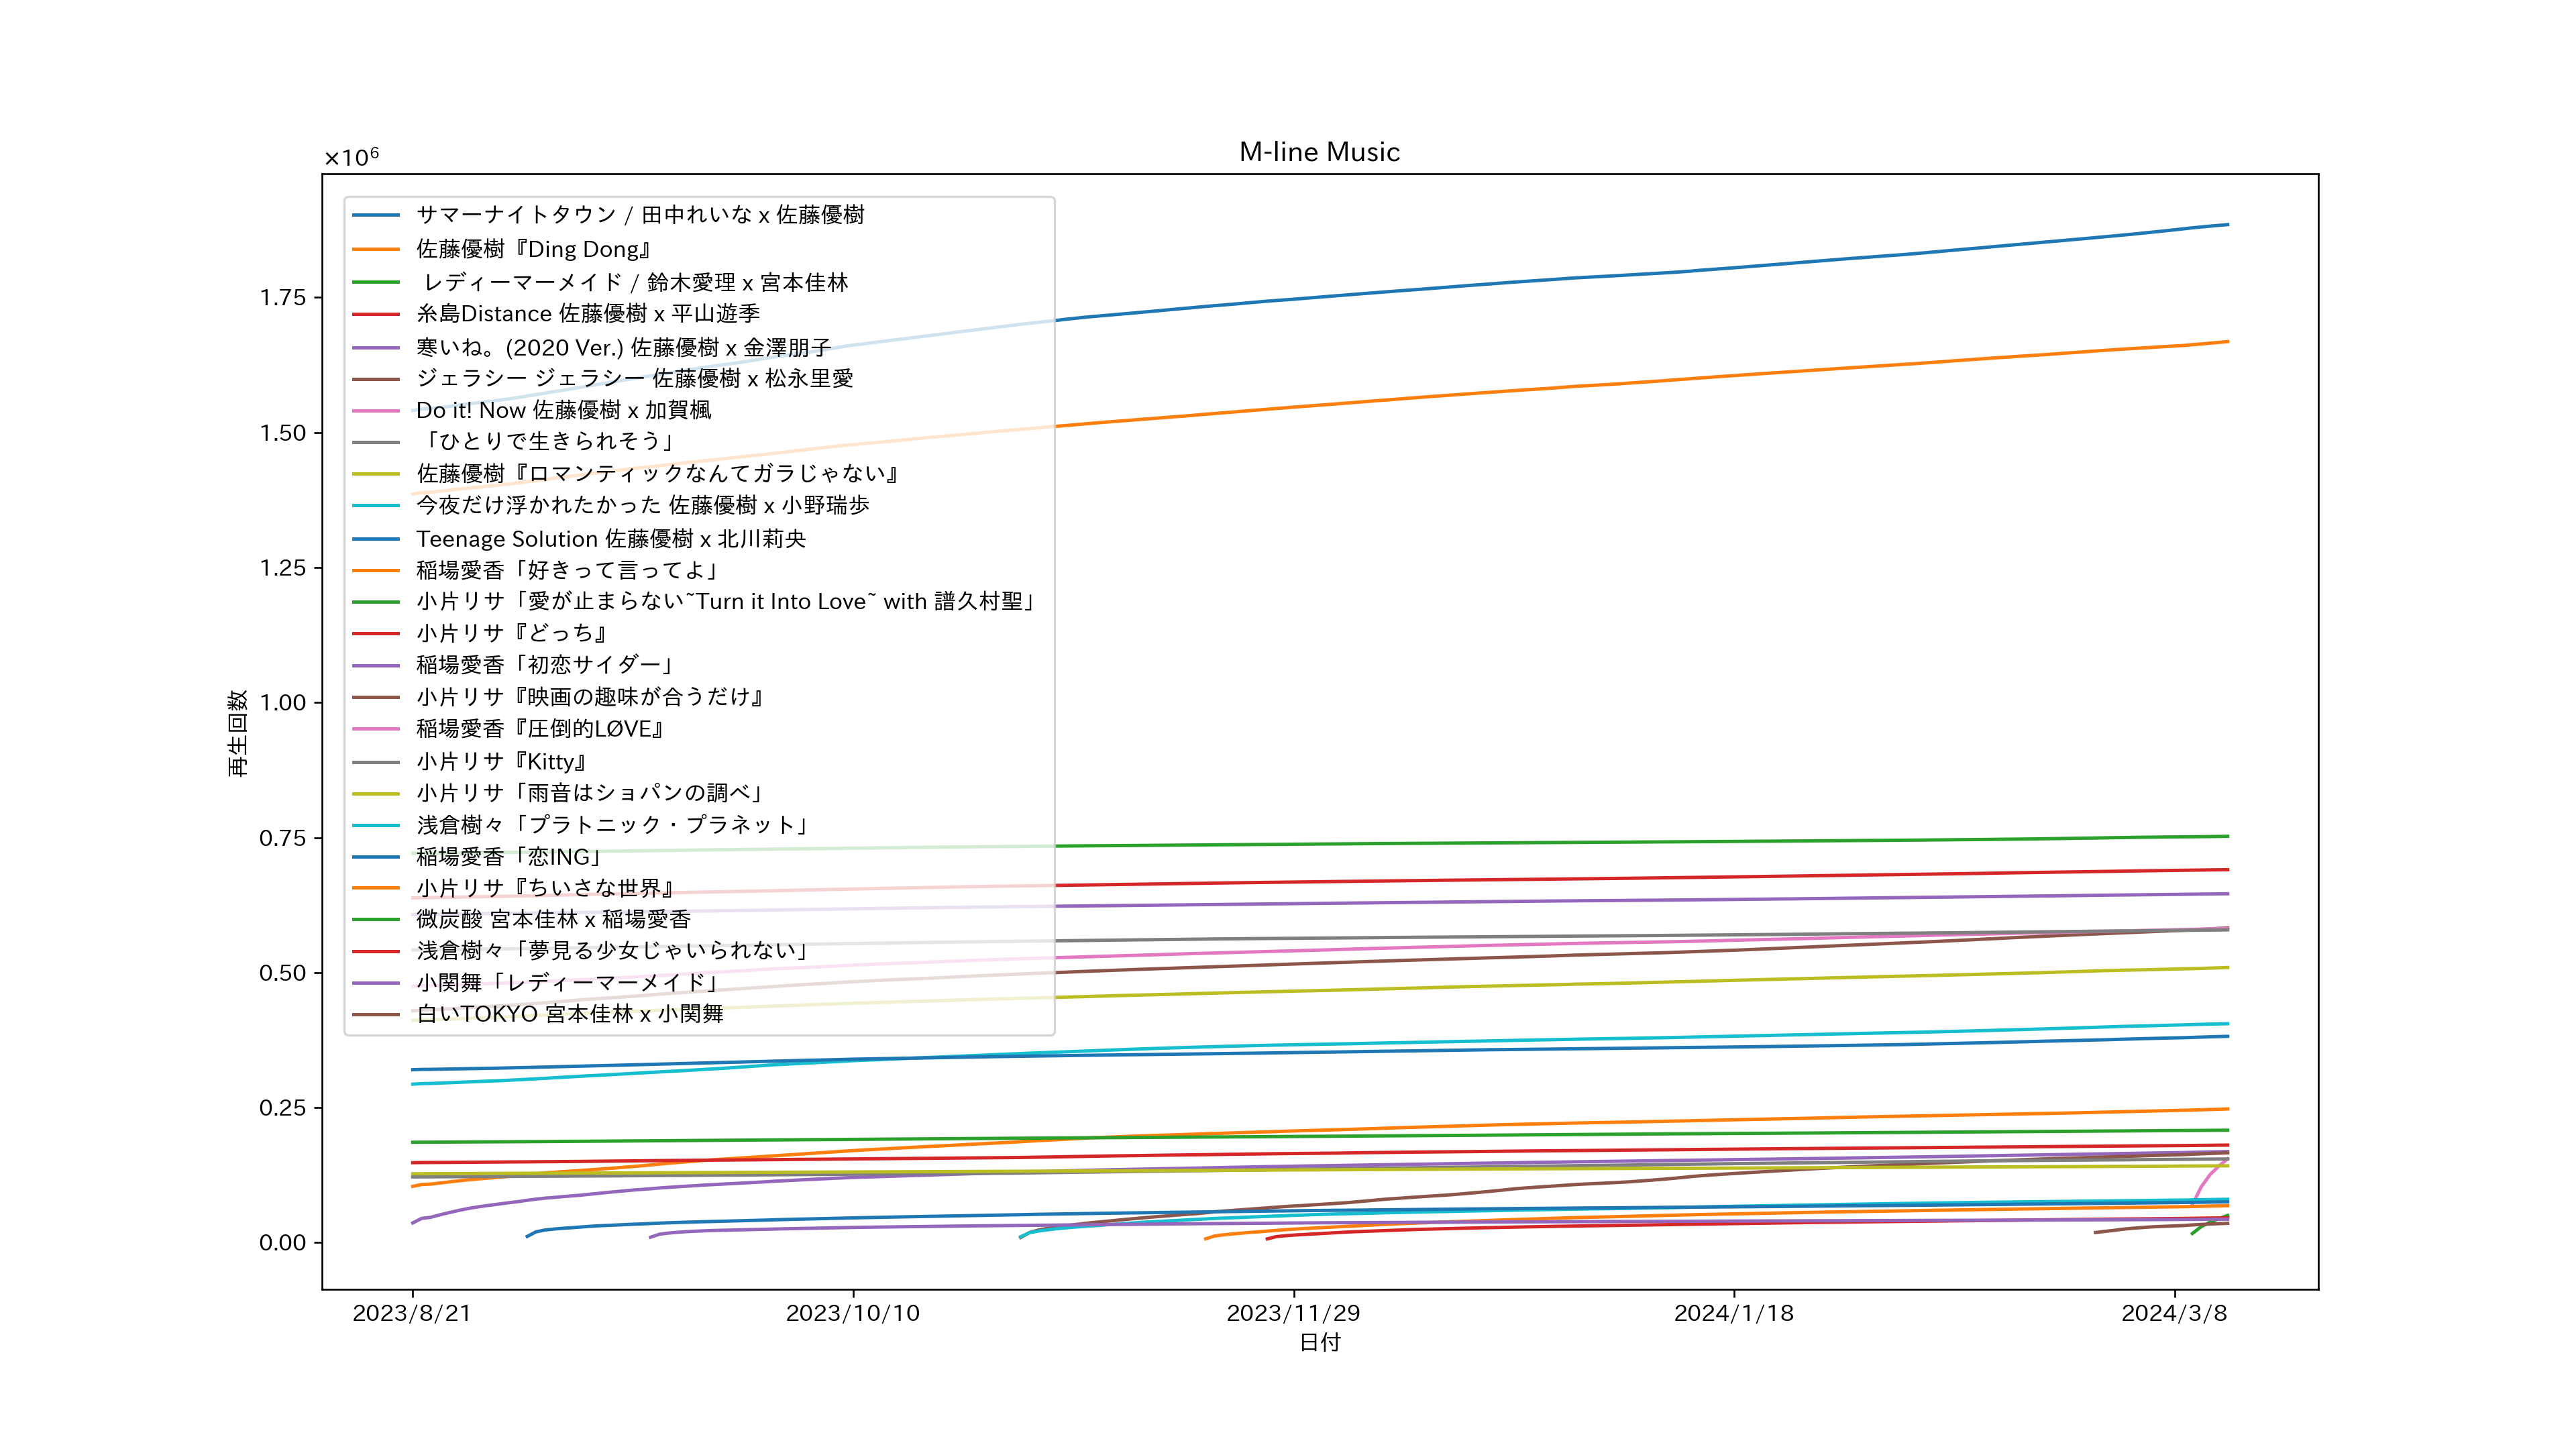 M-line Music
×10⁶
サマーナイトタウン / 田中れいな x 佐藤優樹
佐藤優樹『Ding Dong』
レディーマーメイド / 鈴木愛理 x 宮本佳林
糸島Distance 佐藤優樹 x 平山遊季
寒いね。(2020 Ver.) 佐藤優樹 x 金澤朋子
ジェラシー ジェラシー 佐藤優樹 x 松永里愛
Do it! Now 佐藤優樹 x 加賀楓
「ひとりで生きられそう」
佐藤優樹『ロマンティックなんてガラじゃない』
今夜だけ浮かれたかった 佐藤優樹 x 小野瑞歩
Teenage Solution 佐藤優樹 x 北川莉央
稲場愛香「好きって言ってよ」
小片リサ「愛が止まらない~Turn it Into Love~ with 譜久村聖」
小片リサ『どっち』
稲場愛香「初恋サイダー」
小片リサ『映画の趣味が合うだけ』
稲場愛香『圧倒的LØVE』
小片リサ『Kitty』
小片リサ「雨音はショパンの調べ」
浅倉樹々「プラトニック・プラネット」
稲場愛香「恋ING」
小片リサ『ちいさな世界』
微炭酸 宮本佳林 x 稲場愛香
浅倉樹々「夢見る少女じゃいられない」
小関舞「レディーマーメイド」
白いTOKYO 宮本佳林 x 小関舞
1.75
1.50
1.25
1.00
0.75
0.50
0.25
0.00
再生回数
2023/8/21
2023/10/10
2023/11/29
2024/1/18
2024/3/8
日付